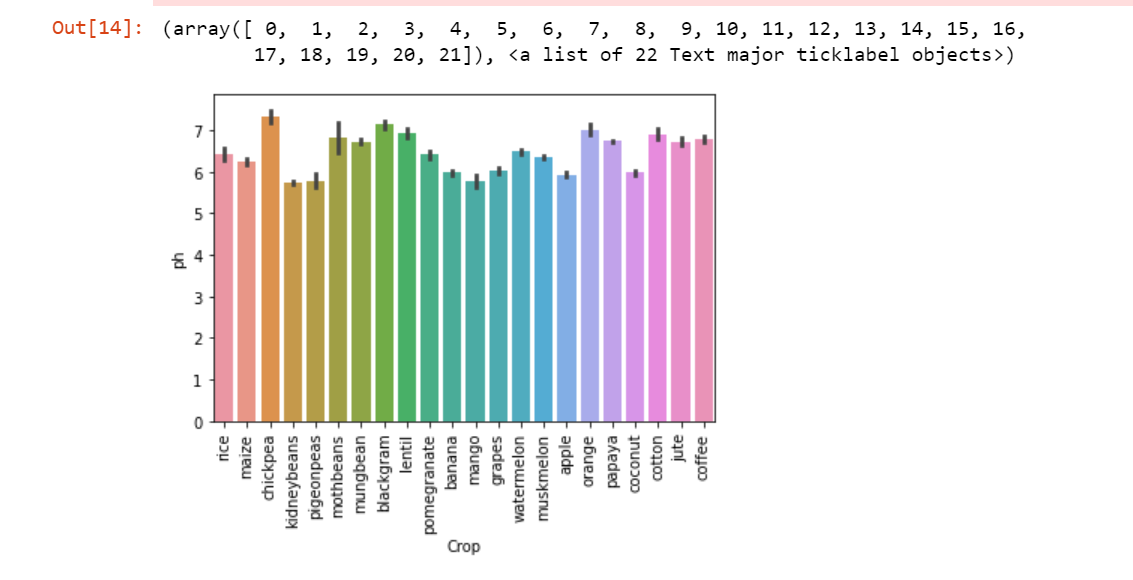 Out[14]: (array([ 0,  1,  2,  3,  4,  5,  6,  7,  8,  9, 10, 11, 12, 13, 14, 15, 16,
17, 18, 19, 20, 21]), <a list of 22 Text major ticklabel objects>)
7
6
5
4
3
2
1
0
ph
rice
maize
chickpea
kidneybeans
pigeonpeas
mothbeans
mungbean
blackgram
lentil
pomegranate
banana
mango
grapes
watermelon
muskmelon
apple
orange
papaya
coconut
cotton
jute
coffee
Crop